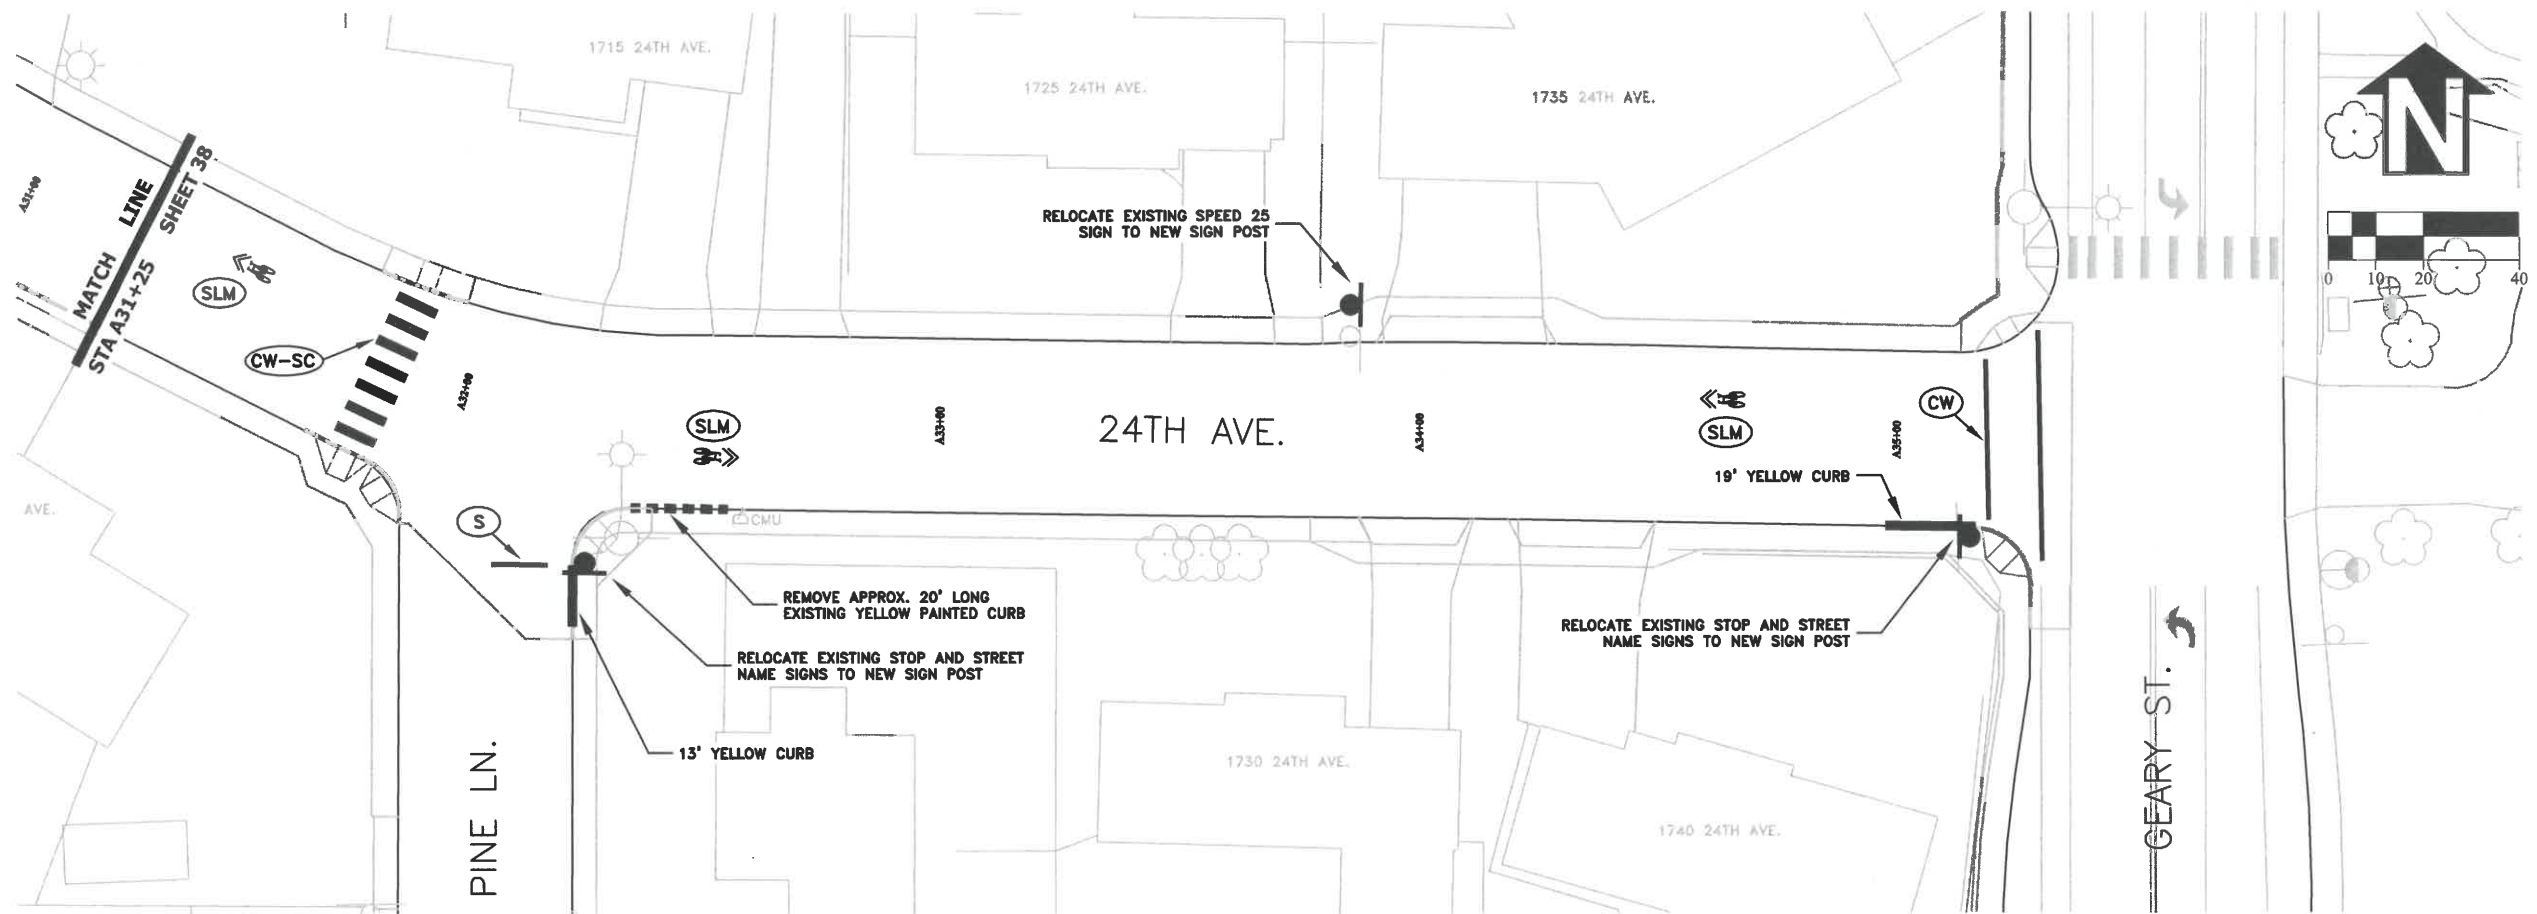 1715 24TH AVE.
1725 24TH AVE.
1735 24TH AVE.
N
0 10 20 40
A31+00
MATCH LINE
STA A31+25 SHEET 38
SLM
CW-SC
A32+00
RELOCATE EXISTING SPEED 25
SIGN TO NEW SIGN POST
SLM
A33+00
24TH AVE.
A34+00
SLM
A35+00
CW
19' YELLOW CURB
AVE.
S
CMU
REMOVE APPROX. 20' LONG
EXISTING YELLOW PAINTED CURB
RELOCATE EXISTING STOP AND STREET
NAME SIGNS TO NEW SIGN POST
RELOCATE EXISTING STOP AND STREET
NAME SIGNS TO NEW SIGN POST
13' YELLOW CURB
PINE LN.
1730 24TH AVE.
1740 24TH AVE.
GEARY ST.